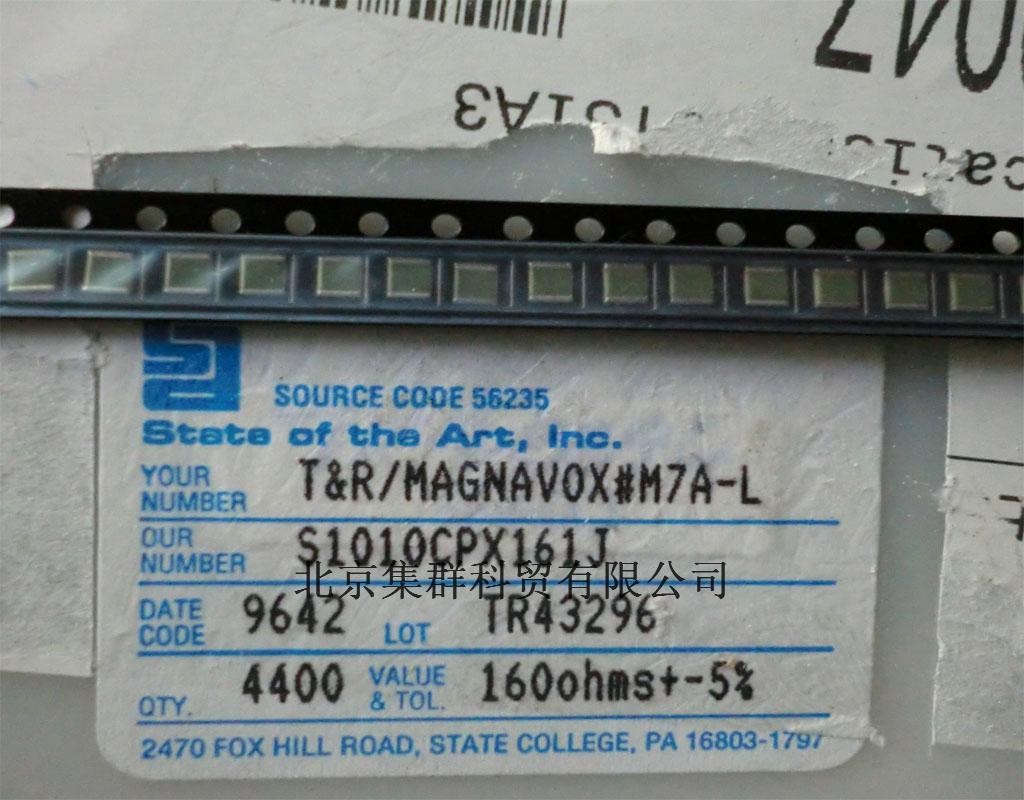 SOURCE CODE 56235
State of the Art, Inc.
YOUR NUMBER T&R/MAGNAVOX#M7A-L
OUR NUMBER S1010CPX161J
北京集群科贸有限公司
DATE CODE 9642 LOT TR43296
QTY. 4400 VALUE & TOL. 160ohms+-5%
2470 FOX HILL ROAD, STATE COLLEGE, PA 16803-1797